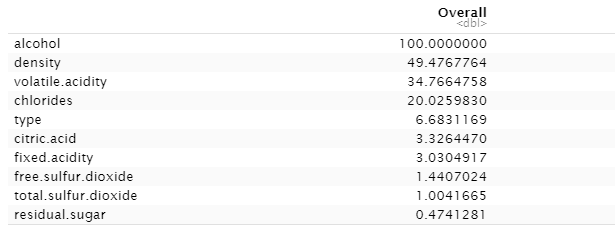 Overall
<dbl>
alcohol 100.0000000
density 49.4767764
volatile.acidity 34.7664758
chlorides 20.0259830
type 6.6831169
citric.acid 3.3264470
fixed.acidity 3.0304917
free.sulfur.dioxide 1.4407024
total.sulfur.dioxide 1.0041665
residual.sugar 0.4741281